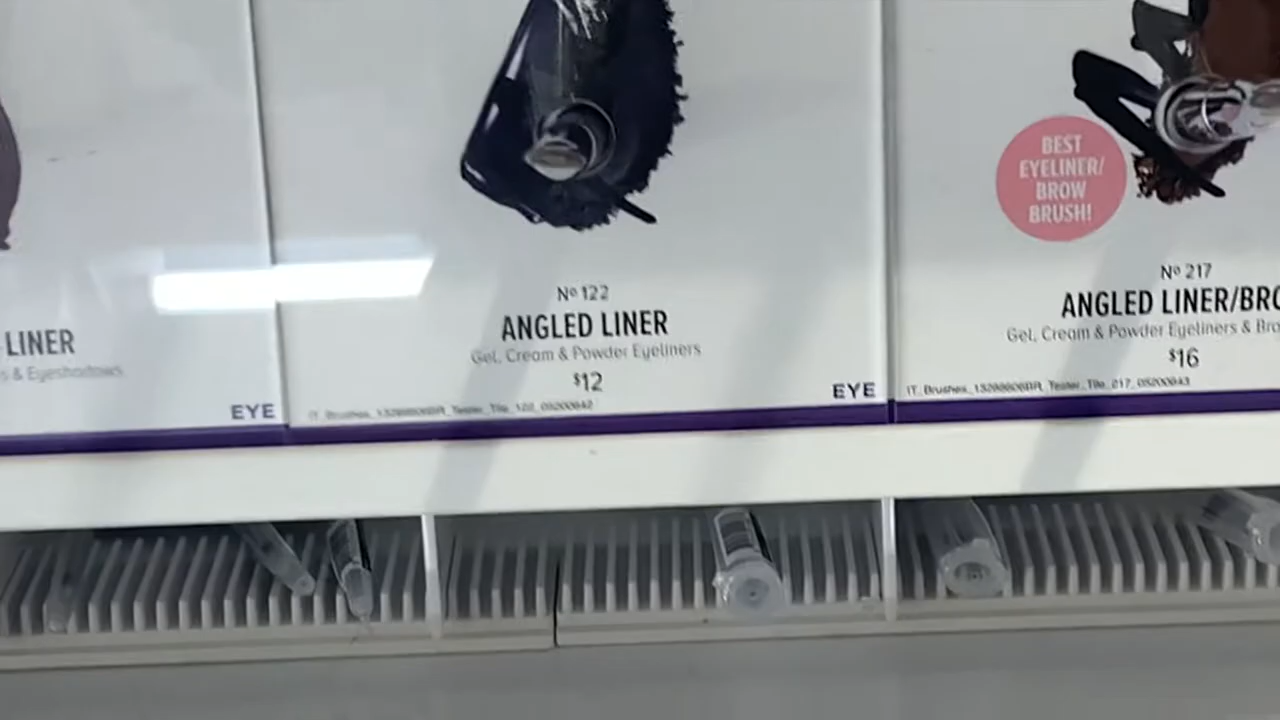 LINER
s & Eyeshadows
EYE
Nº 122
ANGLED LINER
Gel, Cream & Powder Eyeliners
$12
EYE
BEST
EYELINER/
BROW
BRUSH!
Nº 217
ANGLED LINER/BRO
Gel, Cream & Powder Eyeliners & Bro
$16